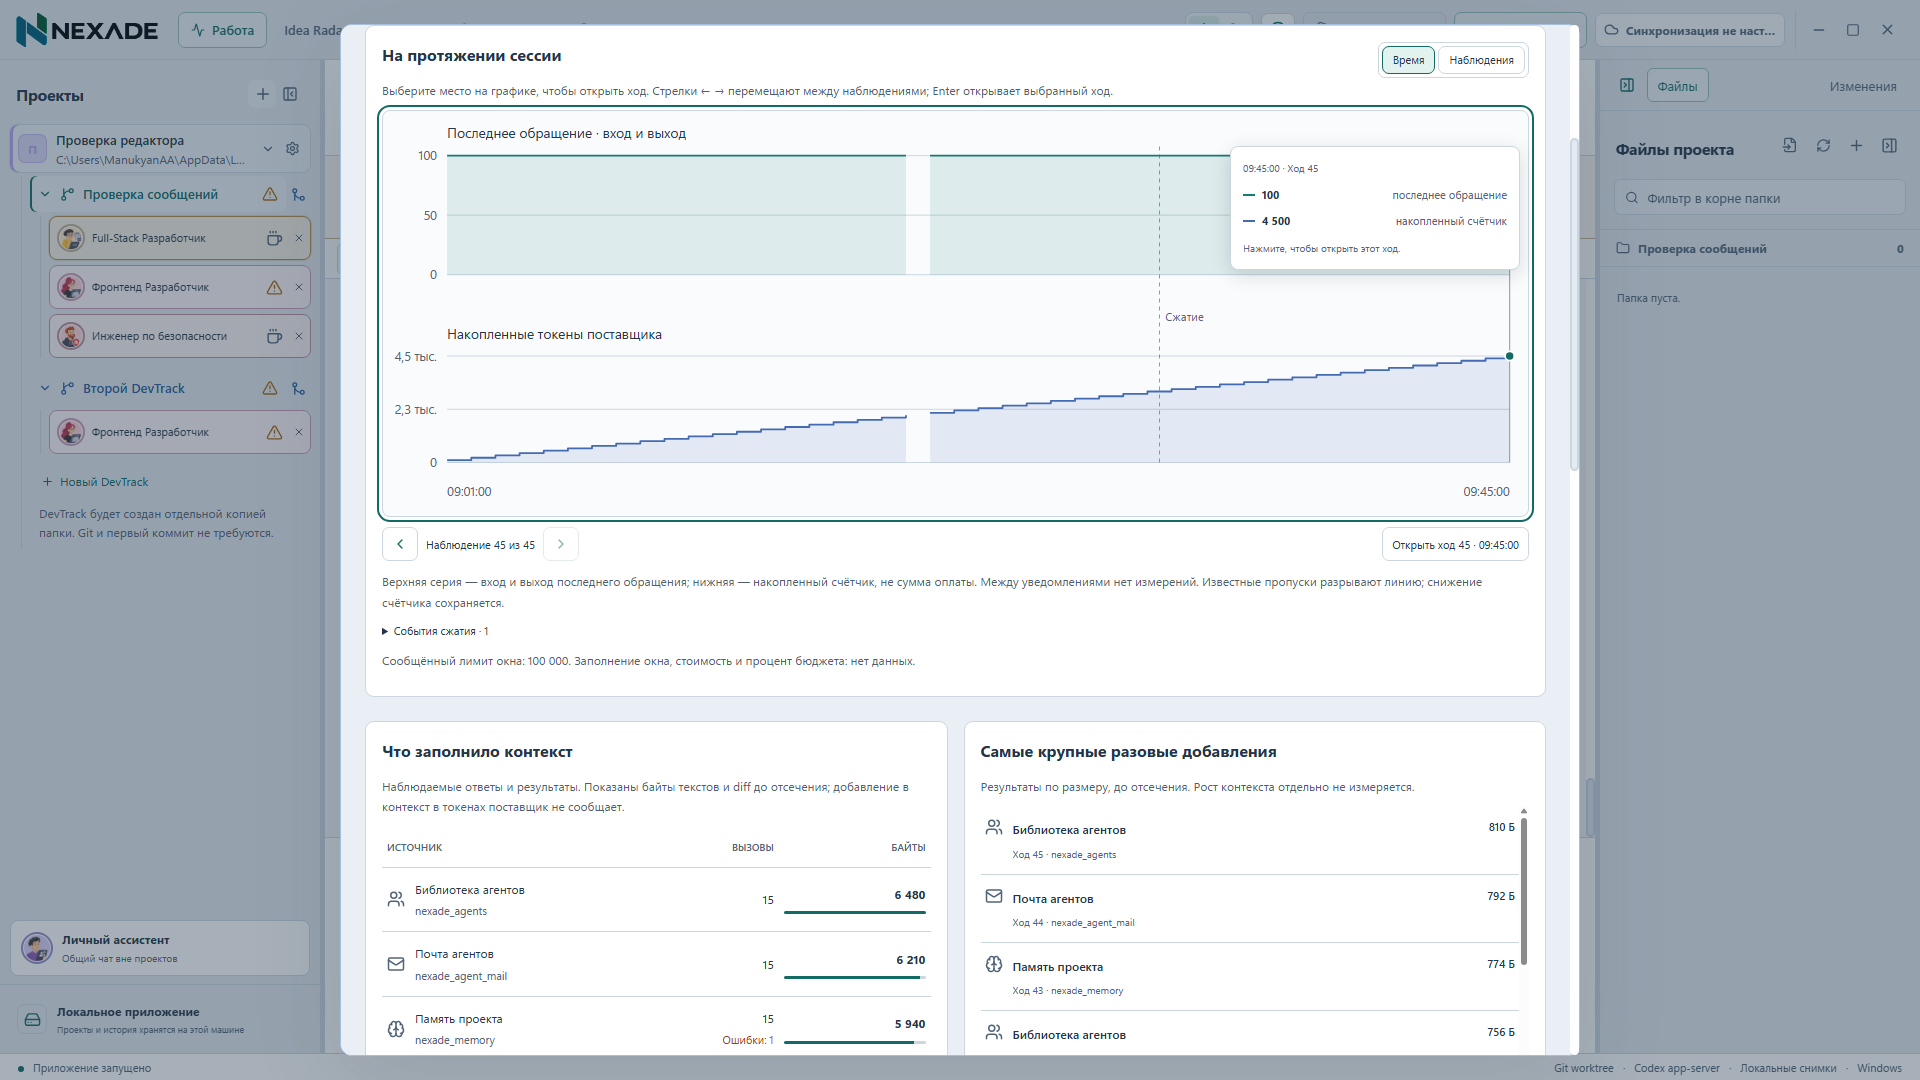 NEXADE
Работа
Idea Rada
Синхронизация не наст...
Проекты
П
Проверка редактора
C:\Users\ManukyanAA\AppData\L...
Проверка сообщений
Full-Stack Разработчик
Фронтенд Разработчик
Инженер по безопасности
Второй DevTrack
Фронтенд Разработчик
Новый DevTrack
DevTrack будет создан отдельной копией
папки. Git и первый коммит не требуются.
Личный ассистент
Общий чат вне проектов
Локальное приложение
Проекты и история хранятся на этой машине
На протяжении сессии
Время
Наблюдения
Выберите место на графике, чтобы открыть ход. Стрелки ← → перемещают между наблюдениями; Enter открывает выбранный ход.
Последнее обращение · вход и выход
100
50
0
09:45:00 · Ход 45
100 последнее обращение
4 500 накопленный счётчик
Нажмите, чтобы открыть этот ход.
Сжатие
Накопленные токены поставщика
4,5 тыс.
2,3 тыс.
0
09:01:00
09:45:00
Наблюдение 45 из 45
Открыть ход 45 · 09:45:00
Верхняя серия — вход и выход последнего обращения; нижняя — накопленный счётчик, не сумма оплаты. Между уведомлениями нет измерений. Известные пропуски разрывают линию; снижение
счётчика сохраняется.
События сжатия · 1
Сообщённый лимит окна: 100 000. Заполнение окна, стоимость и процент бюджета: нет данных.
Что заполнило контекст
Наблюдаемые ответы и результаты. Показаны байты текстов и diff до отсечения; добавление в
контекст в токенах поставщик не сообщает.
ИСТОЧНИК ВЫЗОВЫ БАЙТЫ
Библиотека агентов
nexade_agents
15
6 480
Почта агентов
nexade_agent_mail
15
6 210
Память проекта
nexade_memory
15
Ошибки: 1
5 940
Самые крупные разовые добавления
Результаты по размеру, до отсечения. Рост контекста отдельно не измеряется.
Библиотека агентов
810 Б
Ход 45 · nexade_agents
Почта агентов
792 Б
Ход 44 · nexade_agent_mail
Память проекта
774 Б
Ход 43 · nexade_memory
Библиотека агентов
756 Б
Файлы
Изменения
Файлы проекта
Фильтр в корне папки
Проверка сообщений
0
Папка пуста.
Приложение запущено
Git worktree · Codex app-server · Локальные снимки · Windows